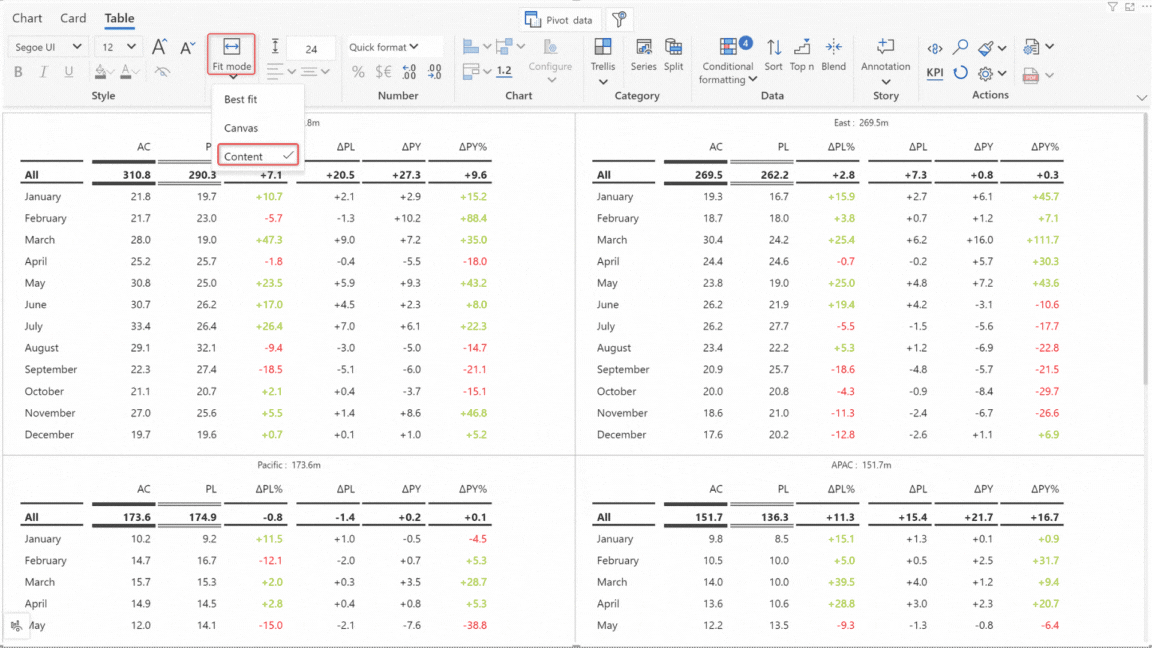 Chart Card Table
Pivot data
Segoe UI 12 A A Fit mode 24 Quick format Configure Trellis Series Split Conditional formatting 4 Sort Top n Blend Annotation KPI
B I U A % $€ .00 .00 1.2
Style Number Chart Category Data Story Actions
Best fit
Canvas
Content
.8m East : 269.5m
AC P ΔPL ΔPY ΔPY% AC PL ΔPL% ΔPL ΔPY ΔPY%
All 310.8 290.3 +7.1 +20.5 +27.3 +9.6 All 269.5 262.2 +2.8 +7.3 +0.8 +0.3
January 21.8 19.7 +10.7 +2.1 +2.9 +15.2 January 19.3 16.7 +15.9 +2.7 +6.1 +45.7
February 21.7 23.0 -5.7 -1.3 +10.2 +88.4 February 18.7 18.0 +3.8 +0.7 +1.2 +7.1
March 28.0 19.0 +47.3 +9.0 +7.2 +35.0 March 30.4 24.2 +25.4 +6.2 +16.0 +111.7
April 25.2 25.7 -1.8 -0.4 -5.5 -18.0 April 24.4 24.6 -0.7 -0.2 +5.7 +30.3
May 30.8 25.0 +23.5 +5.9 +9.3 +43.2 May 23.8 19.0 +25.0 +4.8 +7.2 +43.6
June 30.7 26.2 +17.0 +4.5 +2.3 +8.0 June 26.2 21.9 +19.4 +4.2 -3.1 -10.6
July 33.4 26.4 +26.4 +7.0 +6.1 +22.3 July 26.2 27.7 -5.5 -1.5 -5.6 -17.7
August 29.1 32.1 -9.4 -3.0 -5.0 -14.7 August 23.4 22.2 +5.3 +1.2 -6.9 -22.8
September 22.3 27.4 -18.5 -5.1 -6.0 -21.1 September 20.9 25.7 -18.6 -4.8 -5.7 -21.5
October 21.1 20.7 +2.1 +0.4 -3.7 -15.1 October 20.0 20.8 -4.3 -0.9 -8.4 -29.7
November 27.0 25.6 +5.5 +1.4 +8.6 +46.8 November 18.6 21.0 -11.3 -2.4 -6.7 -26.6
December 19.7 19.6 +0.7 +0.1 +1.0 +5.2 December 17.6 20.2 -12.8 -2.6 +1.1 +6.9
Pacific : 173.6m APAC : 151.7m
AC PL ΔPL% ΔPL ΔPY ΔPY% AC PL ΔPL% ΔPL ΔPY ΔPY%
All 173.6 174.9 -0.8 -1.4 +0.2 +0.1 All 151.7 136.3 +11.3 +15.4 +21.7 +16.7
January 10.2 9.2 +11.5 +1.0 -0.5 -4.5 January 9.8 8.5 +15.1 +1.3 +0.1 +0.9
February 14.7 16.7 -12.1 -2.0 +0.7 +5.3 February 10.5 10.0 +5.0 +0.5 +2.5 +31.7
March 15.7 15.3 +2.0 +0.3 +3.5 +28.7 March 14.0 10.0 +39.5 +4.0 +1.2 +9.4
April 14.9 14.5 +2.8 +0.4 +0.8 +5.3 April 13.6 10.6 +28.8 +3.0 +2.3 +20.7
May 12.0 14.1 -15.0 -2.1 -7.6 -38.8 May 12.2 13.5 -9.3 -1.3 -0.8 -6.4